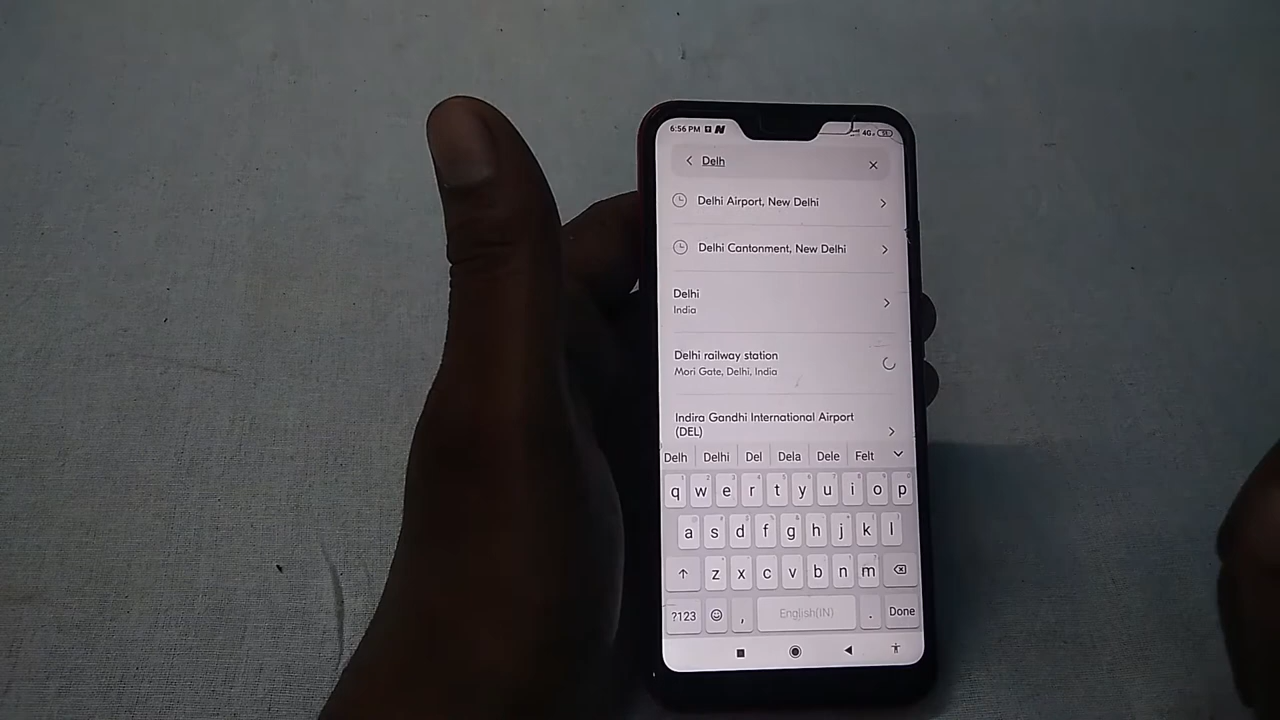 6:56 PM 4G
Delh
Delhi Airport, New Delhi
Delhi Cantonment, New Delhi
Delhi
India
Delhi railway station
Mori Gate, Delhi, India
Indira Gandhi International Airport
(DEL)
Delh Delhi Del Dela Dele Felt
q w e r t y u i o p
a s d f g h j k l
z x c v b n m
?123 , English(IN) . Done